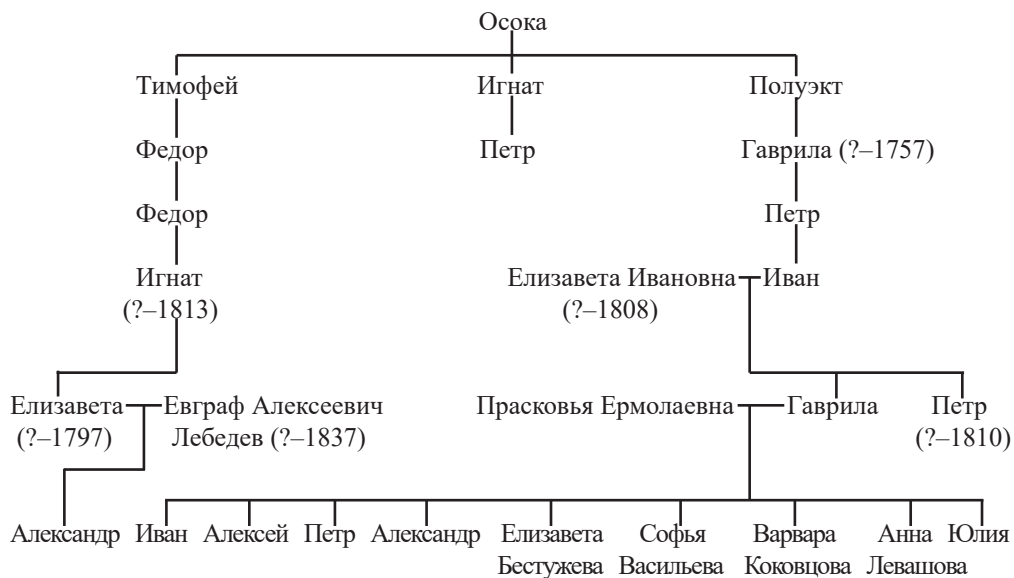 Осока
Тимофей Игнат Полуэкт
Федор Петр Гаврила (?–1757)
Федор Петр
Игнат Елизавета Ивановна Иван
(?–1813) (?–1808)
Елизавета Евграф Алексеевич Прасковья Ермолаевна Гаврила Петр
(?–1797) Лебедев (?–1837) (?–1810)
Александр Иван Алексей Петр Александр Елизавета Софья Варвара Анна Юлия
Бестужева Васильева Коковцова Левашова